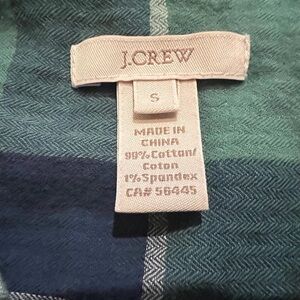 J.CREW
S
MADE IN
CHINA
99% Cotton/
Coton
1% Spandex
CA# 56445